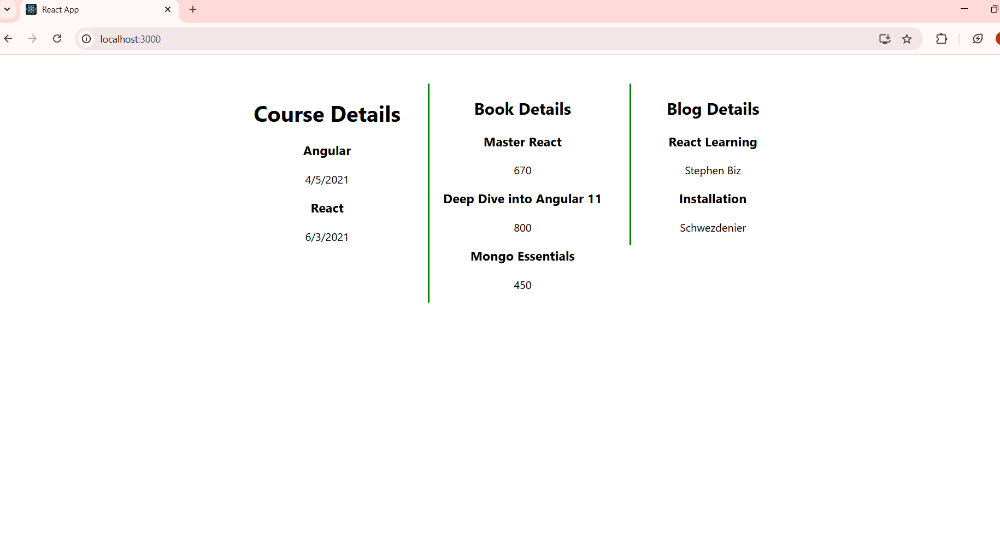 React App
localhost:3000
Course Details
Angular
4/5/2021
React
6/3/2021
Book Details
Master React
670
Deep Dive into Angular 11
800
Mongo Essentials
450
Blog Details
React Learning
Stephen Biz
Installation
Schwezdenier